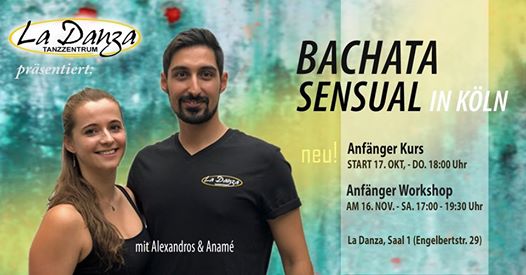 La Danza
TANZZENTRUM
präsentiert:
BACHATA
SENSUAL IN KÖLN
neu!
Anfänger Kurs
START 17. OKT, - DO. 18:00 Uhr
Anfänger Workshop
AM 16. NOV. - SA. 17:00 - 19:30 Uhr
La Danza, Saal 1 (Engelbertstr. 29)
La Danza
mit Alexandros & Anamé